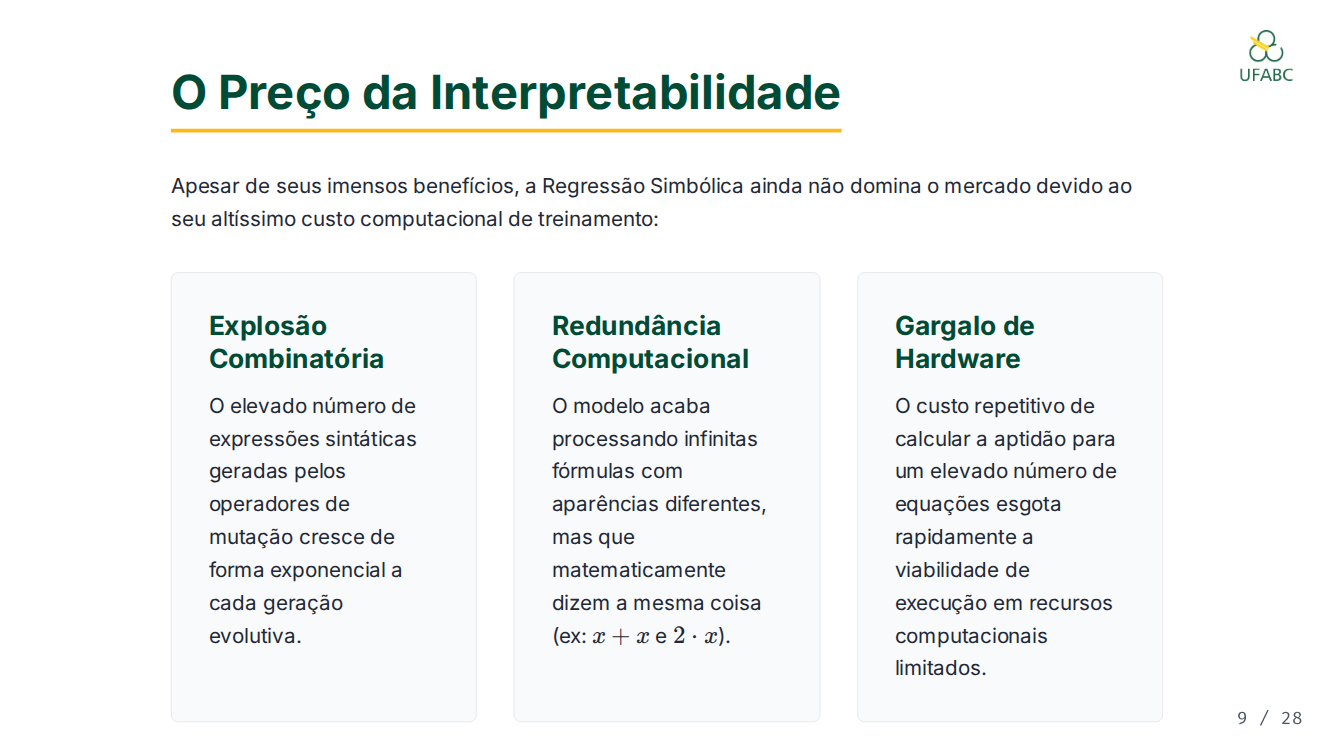 UFABC
O Preço da Interpretabilidade
Apesar de seus imensos benefícios, a Regressão Simbólica ainda não domina o mercado devido ao
seu altíssimo custo computacional de treinamento:
Explosão
Combinatória
O elevado número de
expressões sintáticas
geradas pelos
operadores de
mutação cresce de
forma exponencial a
cada geração
evolutiva.
Redundância
Computacional
O modelo acaba
processando infinitas
fórmulas com
aparências diferentes,
mas que
matematicamente
dizem a mesma coisa
(ex: x + x e 2 · x).
Gargalo de
Hardware
O custo repetitivo de
calcular a aptidão para
um elevado número de
equações esgota
rapidamente a
viabilidade de
execução em recursos
computacionais
limitados.
9 / 28